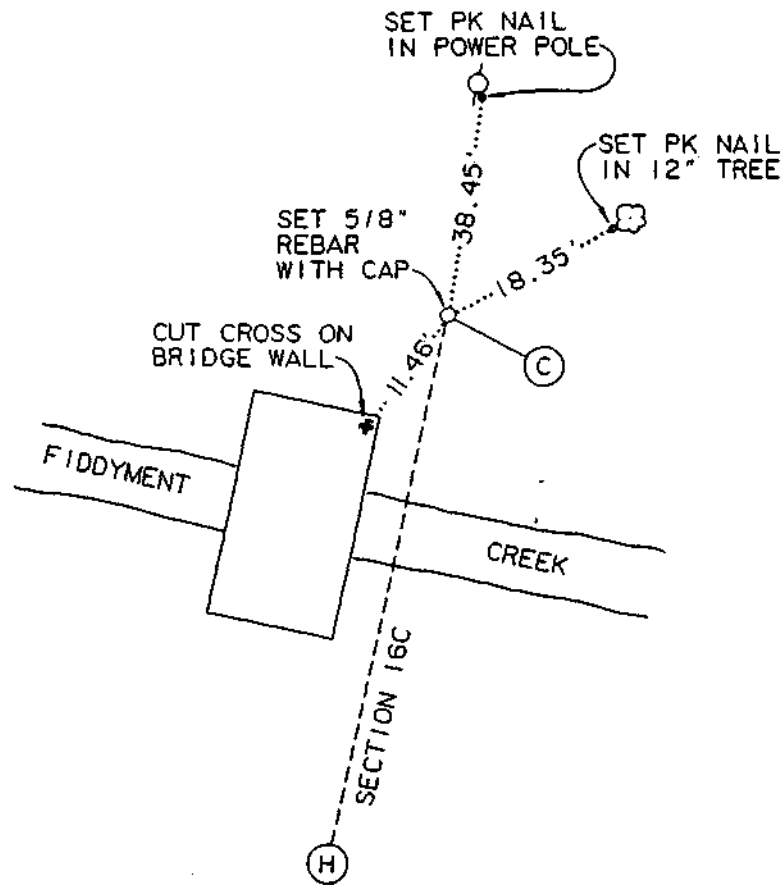 SET PK NAIL
IN POWER POLE
SET PK NAIL
IN 12" TREE
38.45'
18.35'
SET 5/8"
REBAR
WITH CAP
CUT CROSS ON
BRIDGE WALL
11.46'
C
FIDDYMENT
CREEK
SECTION 16C
H